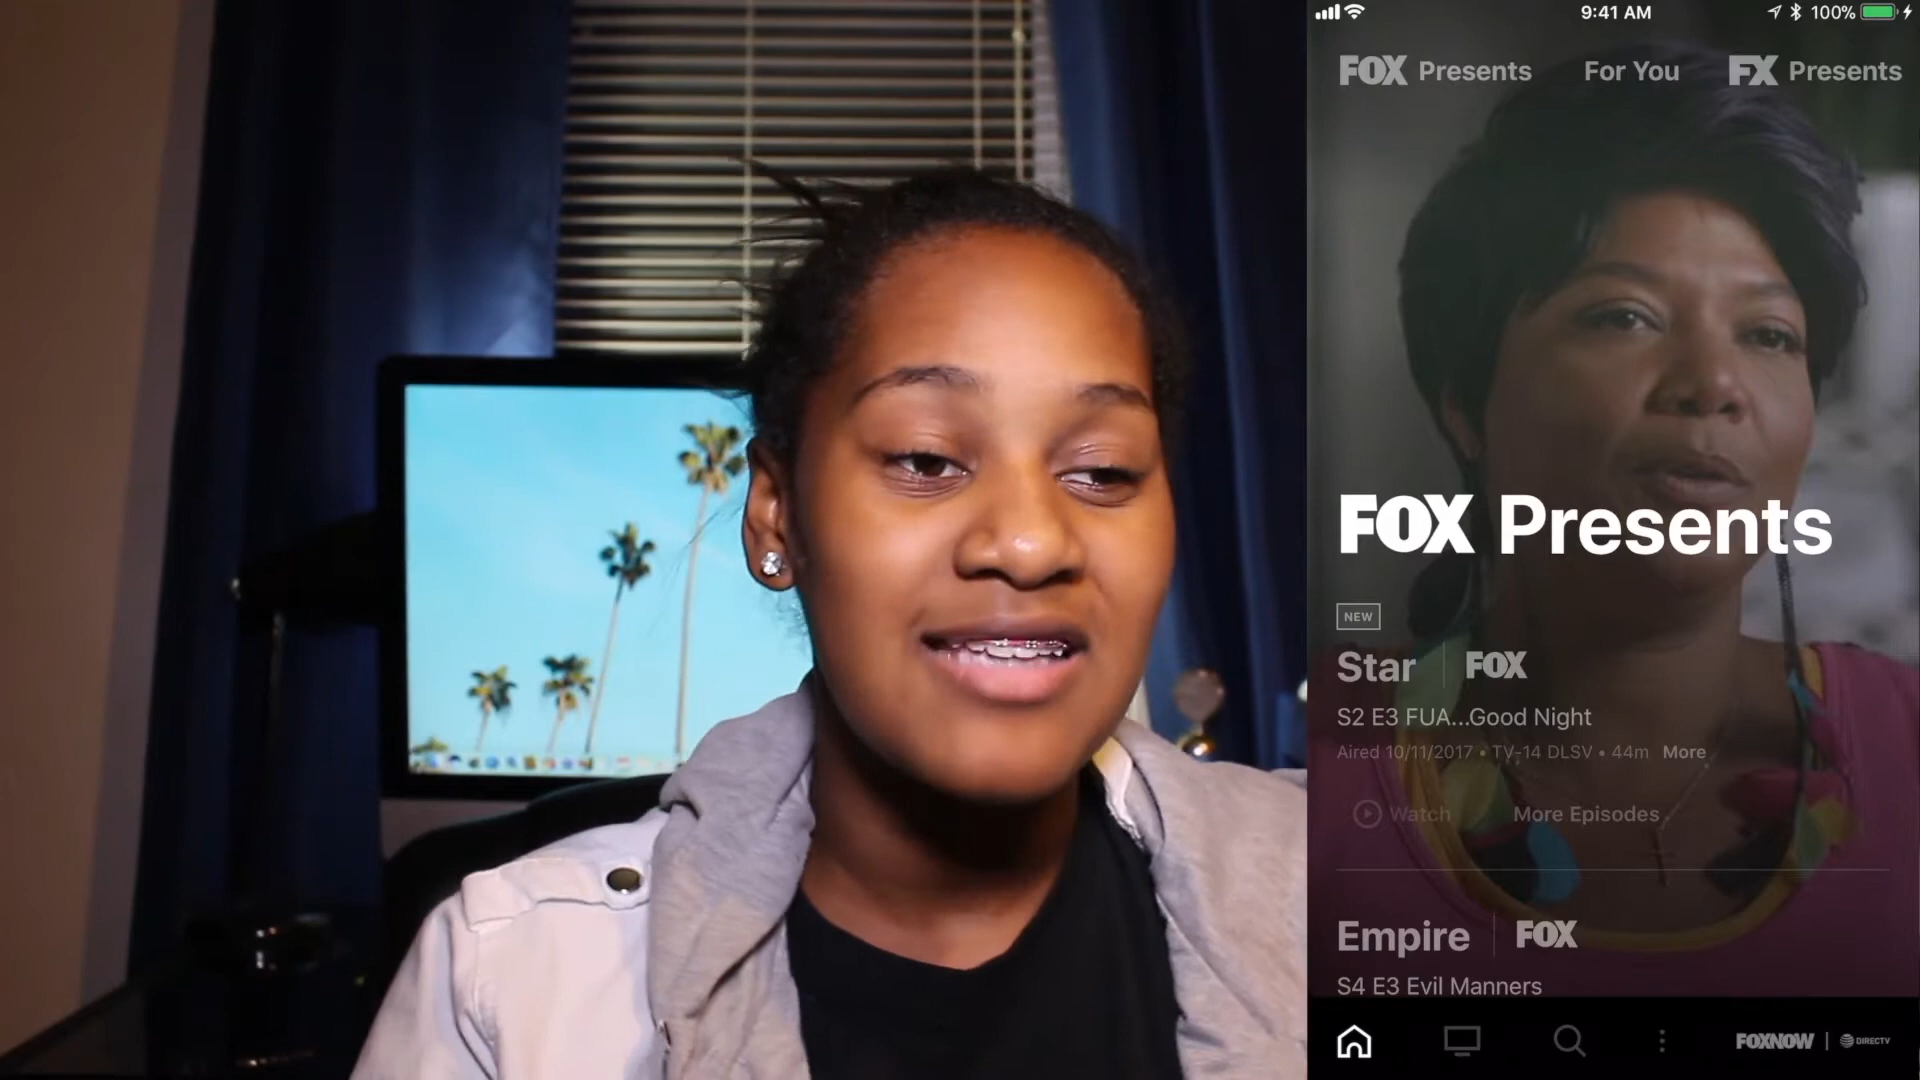 9:41 AM
100%
FOX Presents
For You
FX Presents
FOX Presents
NEW
Star | FOX
S2 E3 FUA...Good Night
Aired 10/11/2017 • TV-14 DLSV • 44m More
Watch
More Episodes
Empire | FOX
S4 E3 Evil Manners
FOXNOW | DIRECTV